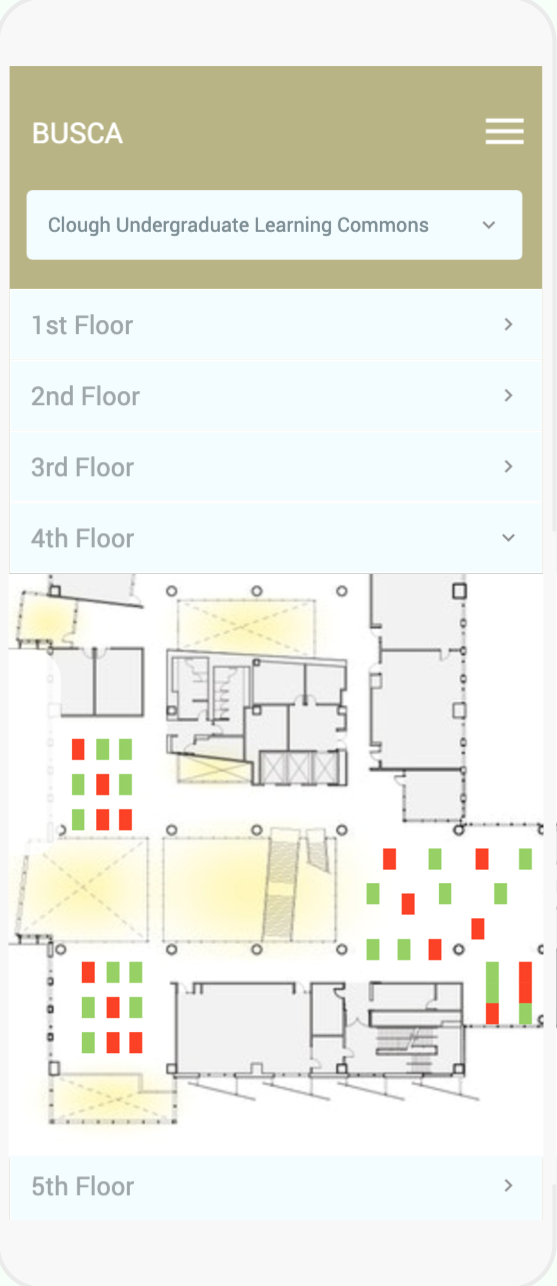 BUSCA
Clough Undergraduate Learning Commons
1st Floor
2nd Floor
3rd Floor
4th Floor
5th Floor